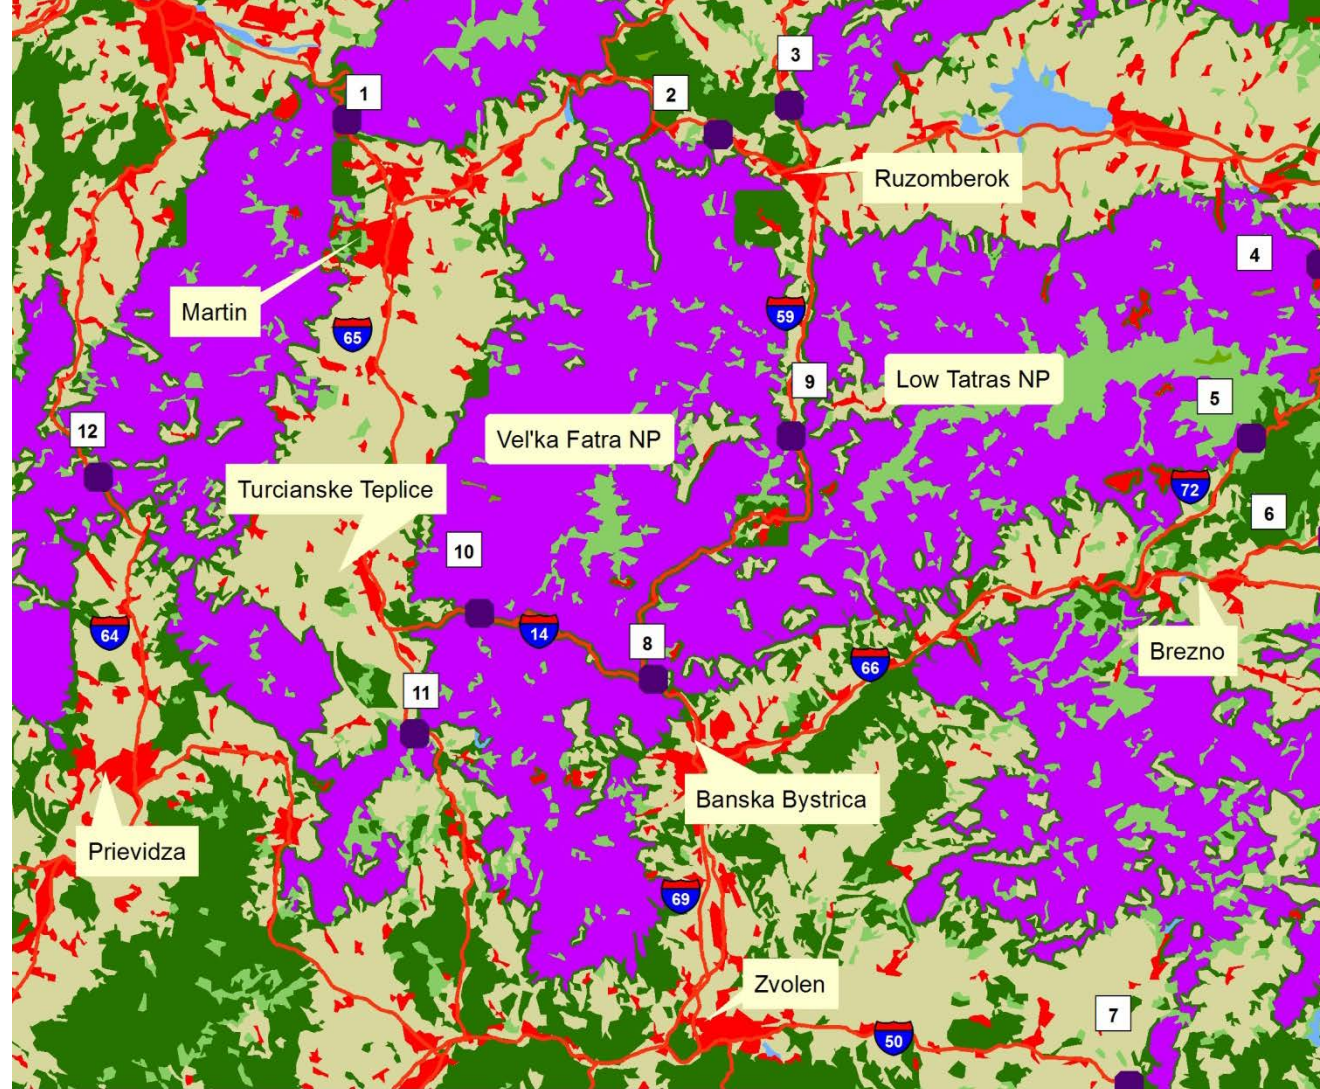 3
1
2
Ruzomberok
4
Martin
59
65
9
Low Tatras NP
5
12
Vel'ka Fatra NP
Turcianske Teplice
72
6
10
64
14
8
66
Brezno
11
Banska Bystrica
Prievidza
69
Zvolen
7
50